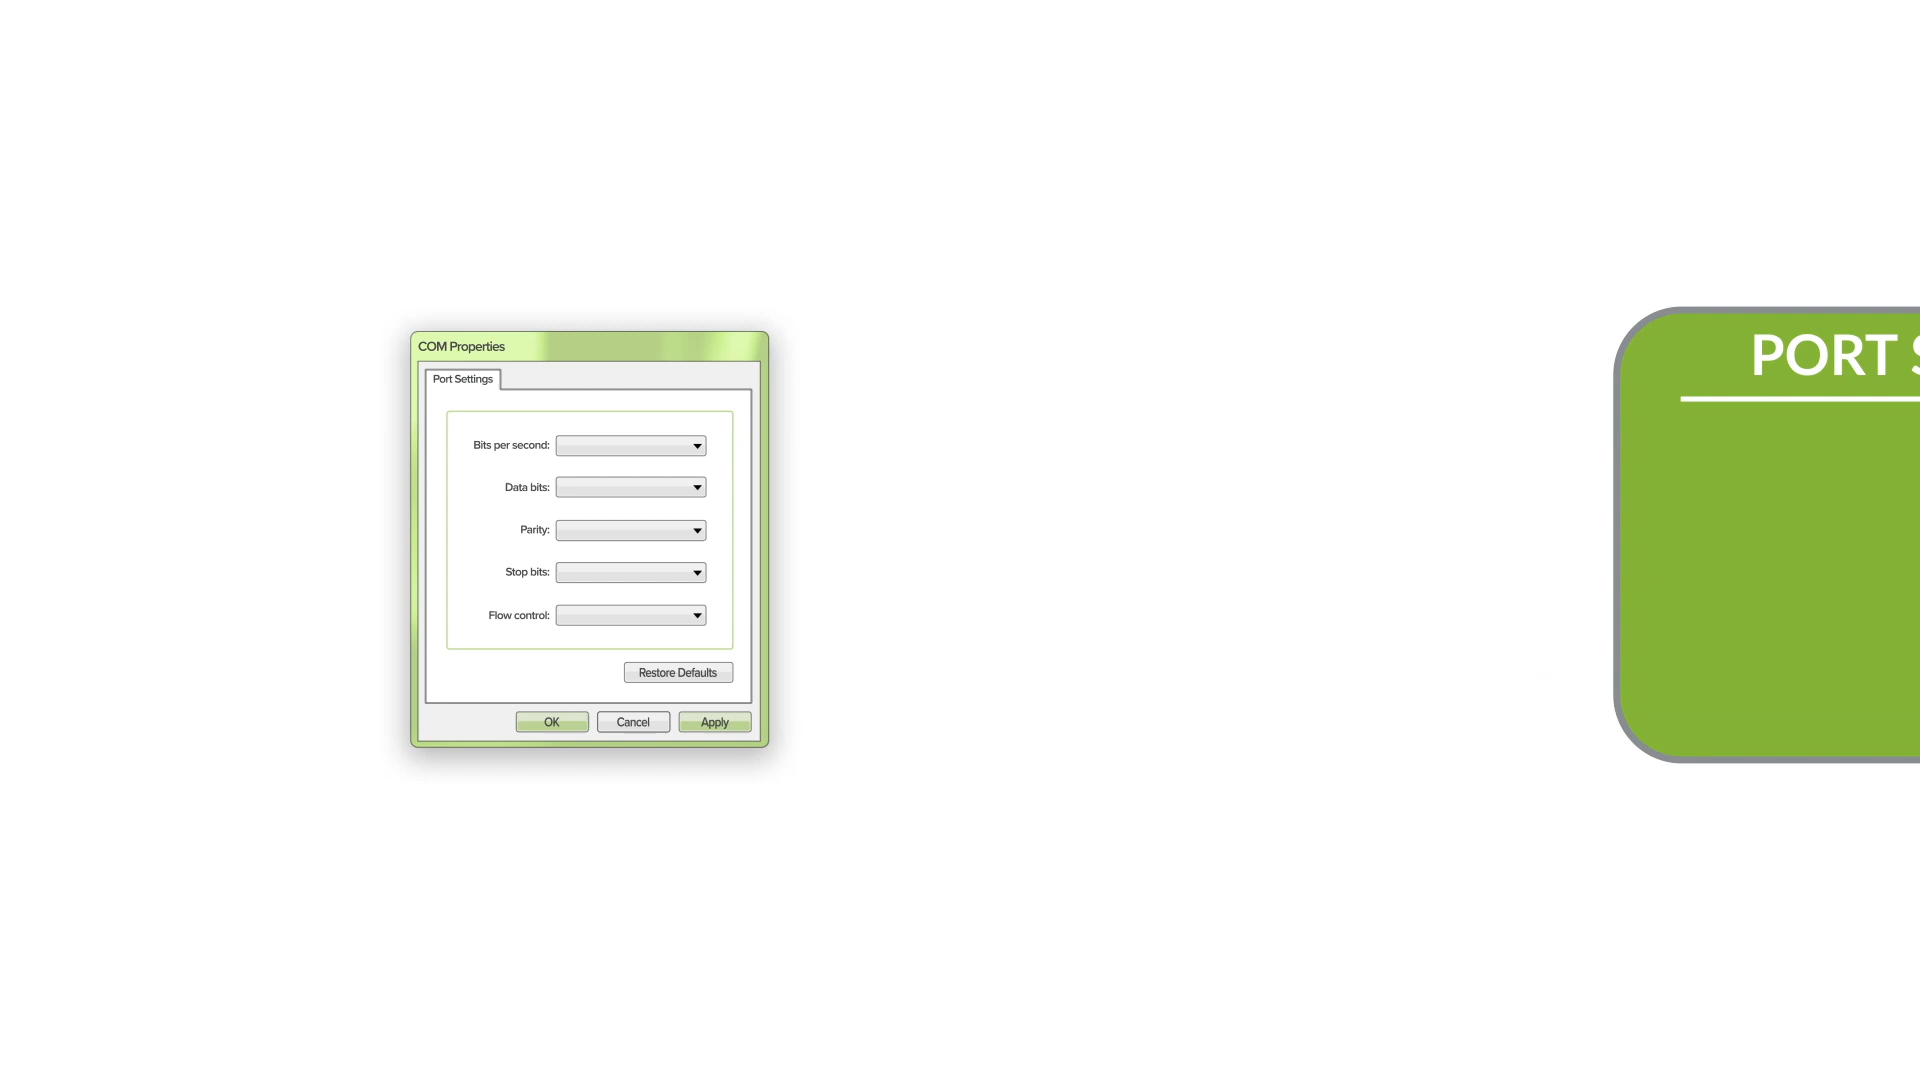 COM Properties
Port Settings
Bits per second:
Data bits:
Parity:
Stop bits:
Flow control:
Restore Defaults
OK Cancel Apply
PORT